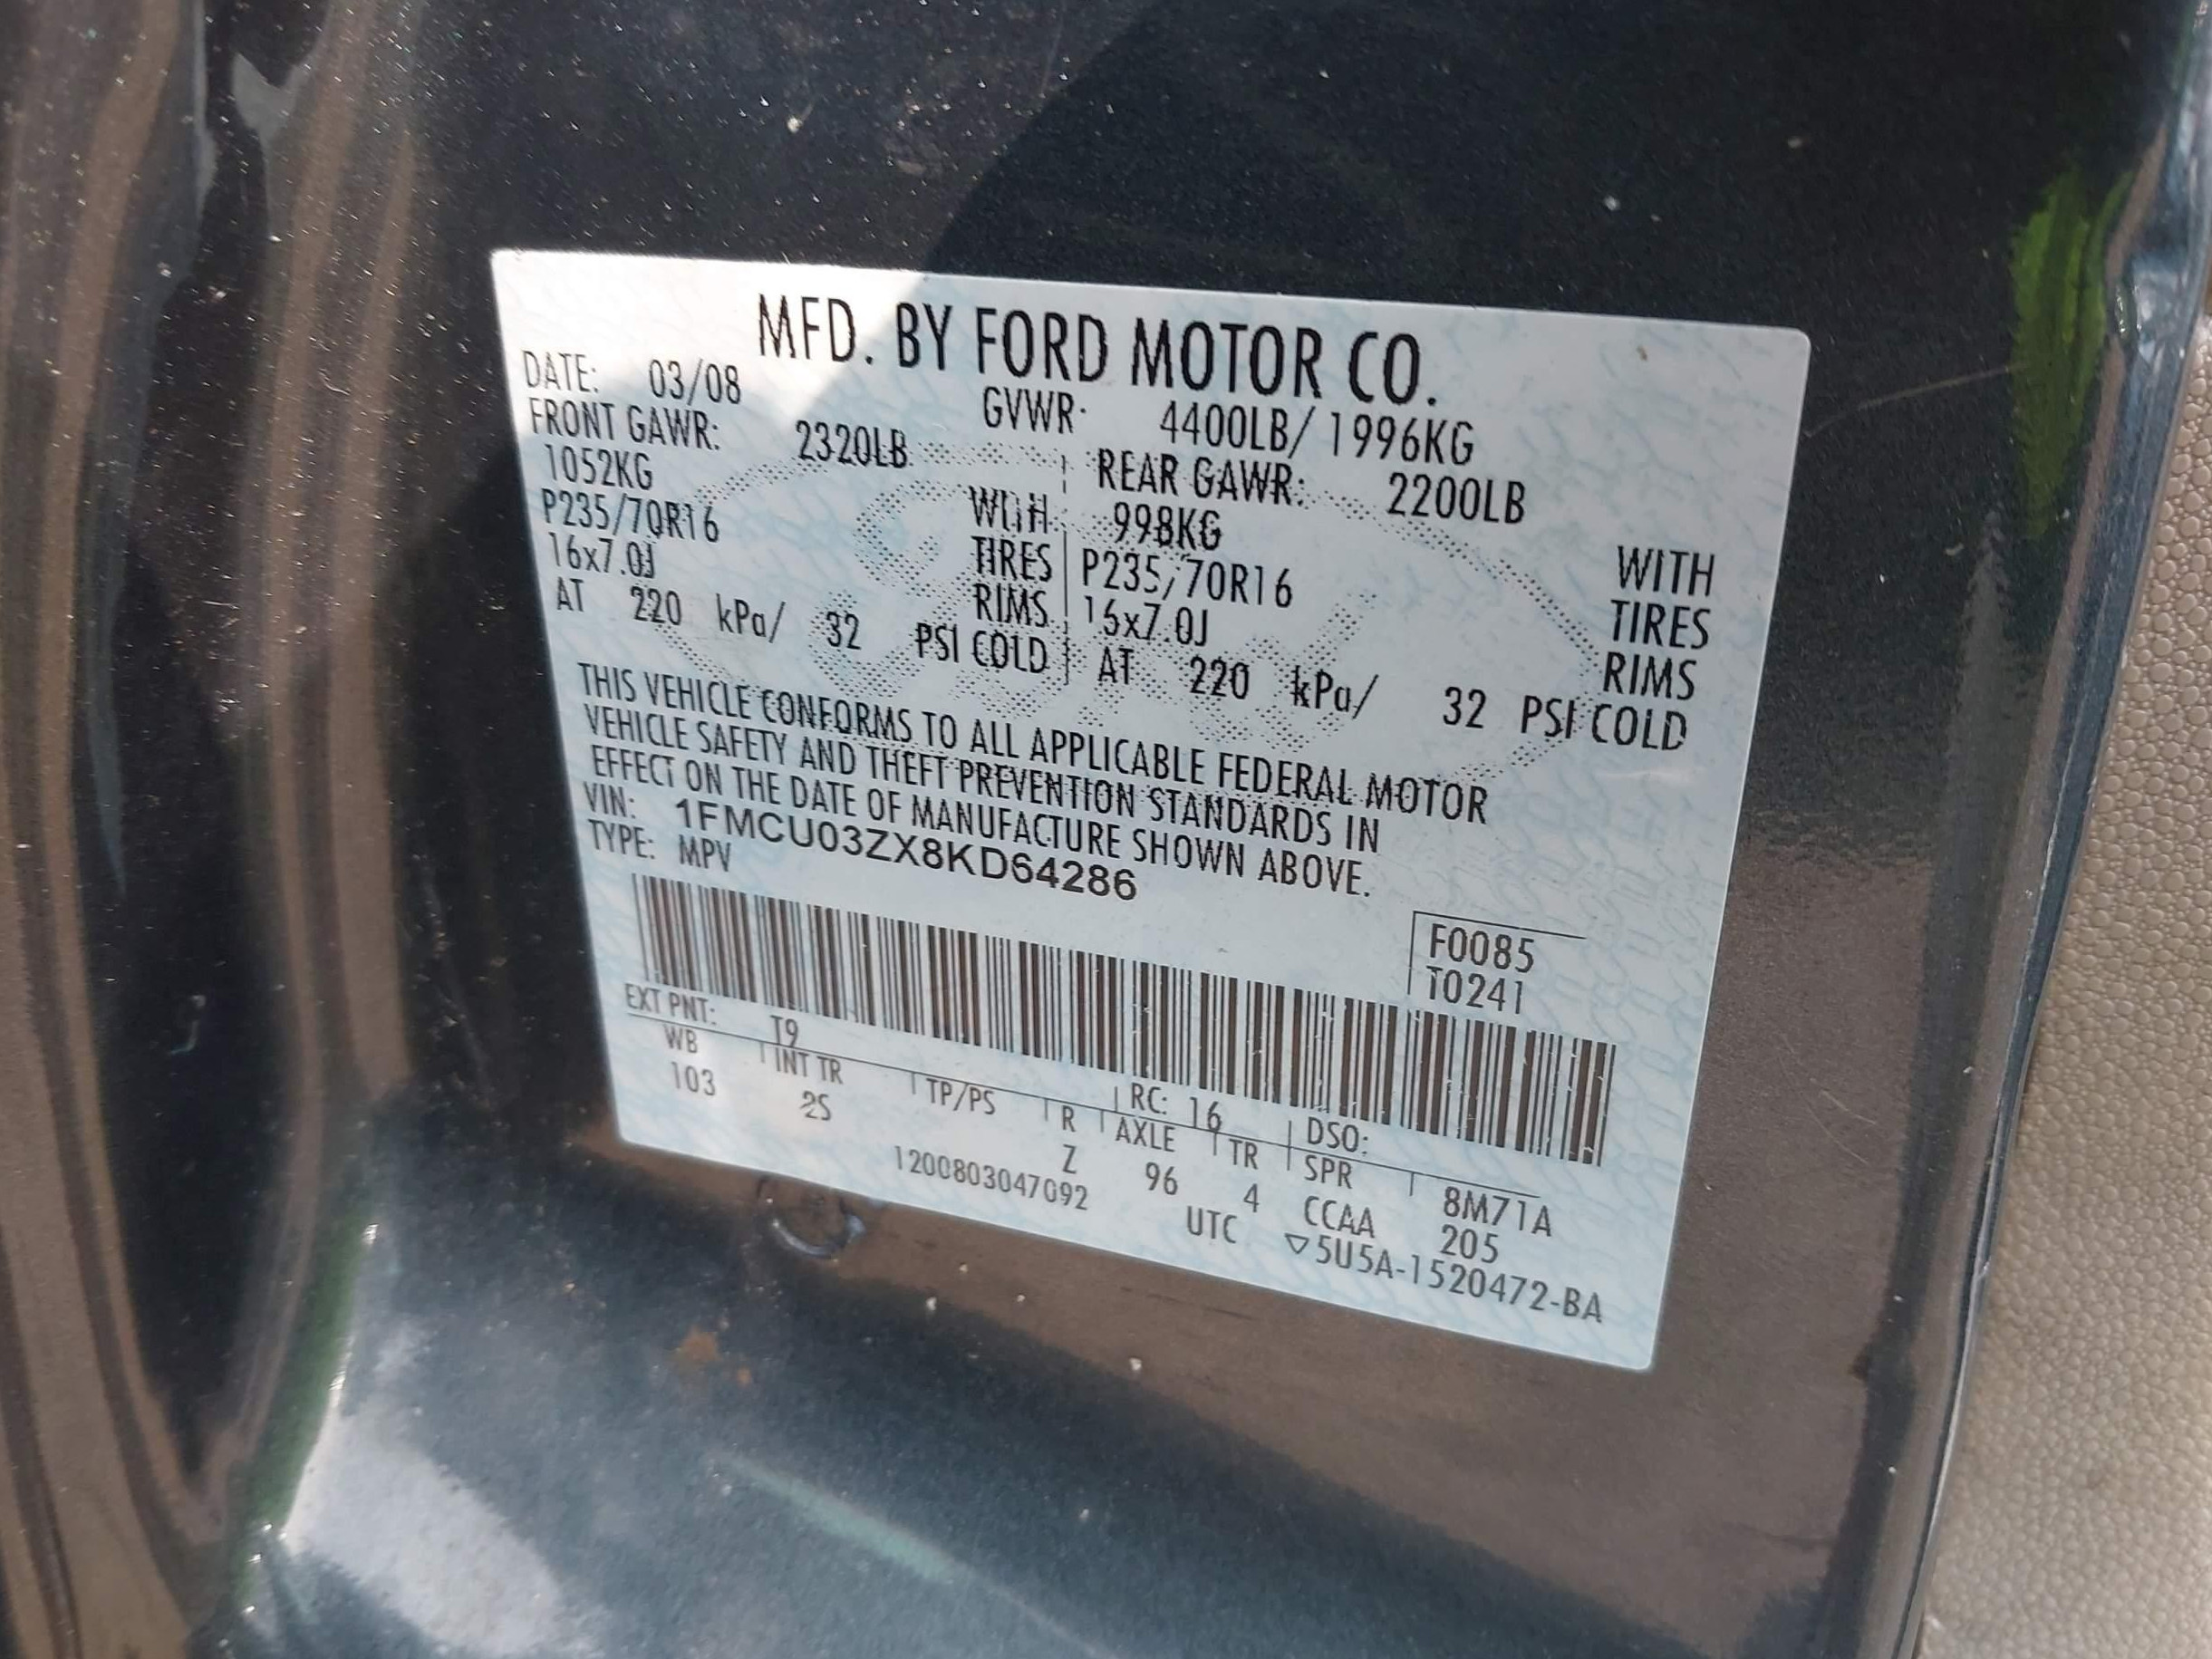 MFD. BY FORD MOTOR CO.
DATE: 03/08 GVWR: 4400LB/ 1996KG
FRONT GAWR: 2320LB REAR GAWR: 2200LB
1052KG WITH 998KG WITH
P235/70R16 TIRES P235/70R16 TIRES
16x7.0J RIMS 16x7.0J RIMS
AT 220 kPa/ 32 PSI COLD AT 220 kPa/ 32 PSI COLD
THIS VEHICLE CONFORMS TO ALL APPLICABLE FEDERAL MOTOR
VEHICLE SAFETY AND THEFT PREVENTION STANDARDS IN
EFFECT ON THE DATE OF MANUFACTURE SHOWN ABOVE.
VIN: 1FMCU03ZX8KD64286
TYPE: MPV
F0085
T0241
EXT PNT: T9 RC: 16 DSO:
WB INT TR TP/PS R AXLE TR SPR 8M71A
103 2S Z 96 4 CCAA 205
1200803047092 UTC ▽5U5A-1520472-BA